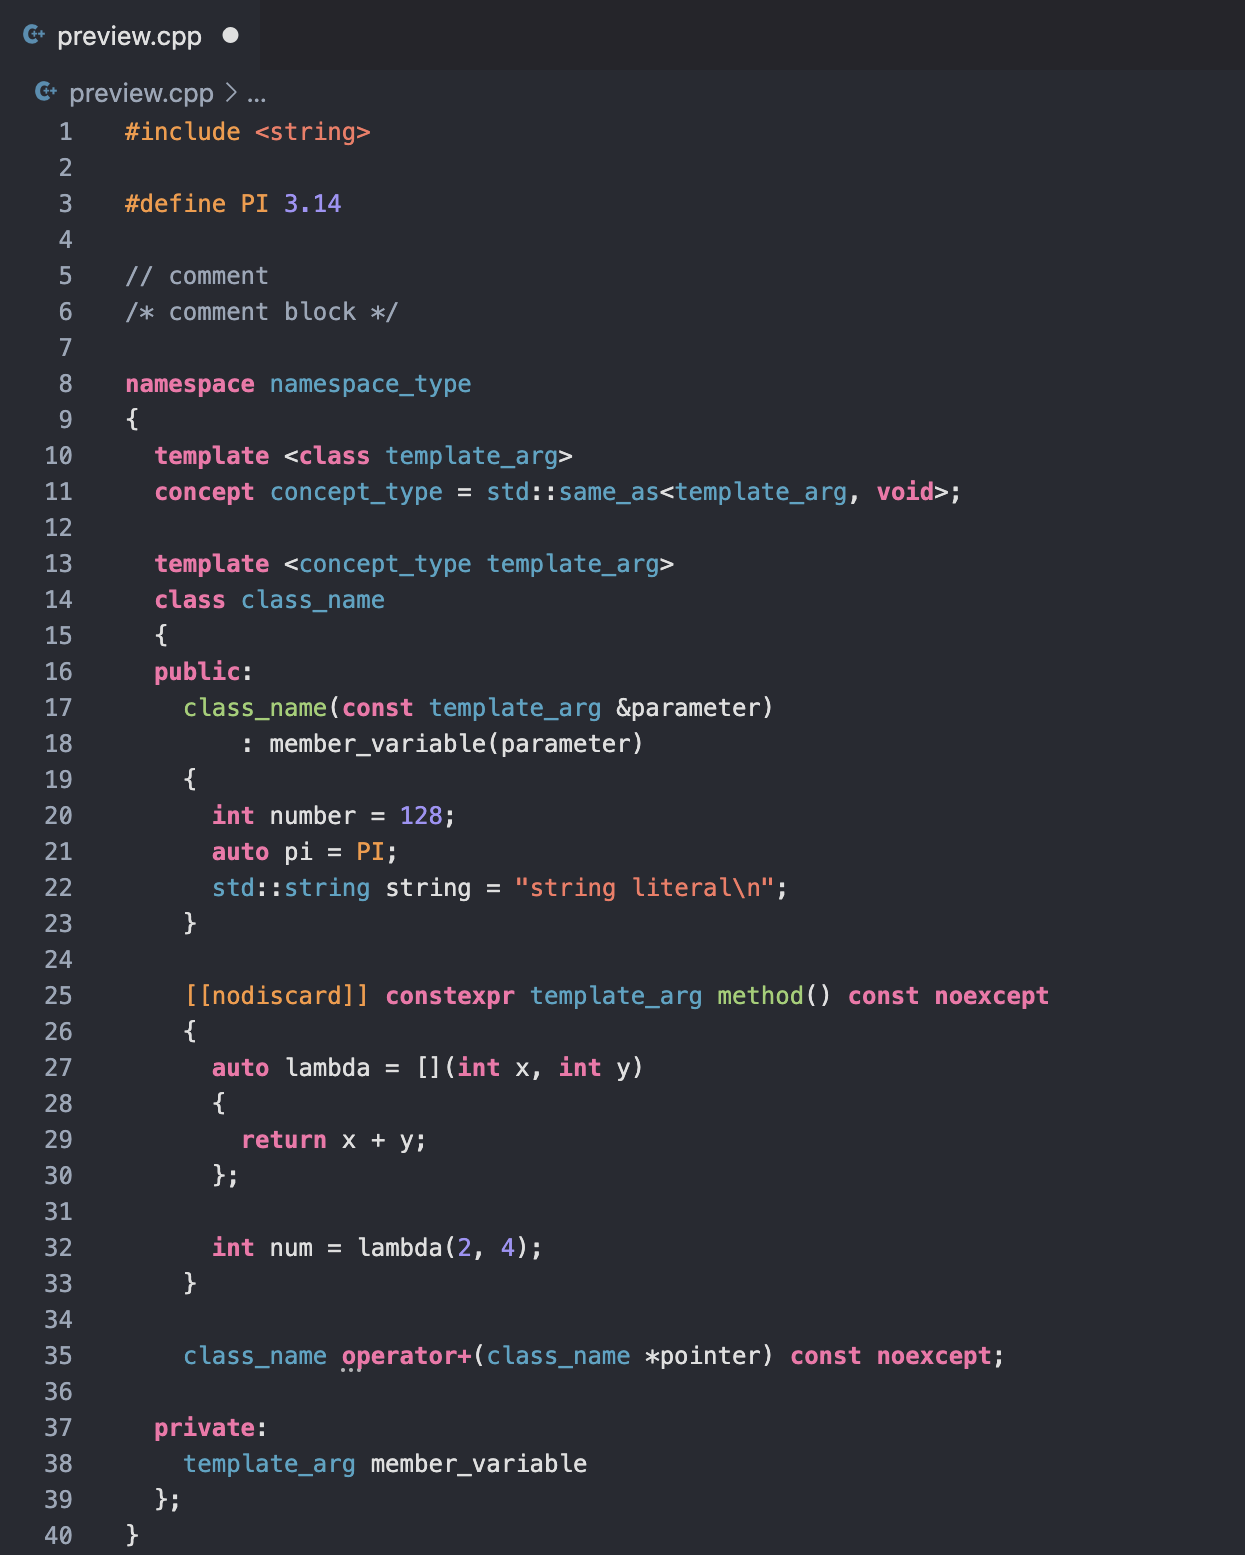 preview.cpp
preview.cpp > ...
1 #include <string>
2
3 #define PI 3.14
4
5 // comment
6 /* comment block */
7
8 namespace namespace_type
9 {
10   template <class template_arg>
11   concept concept_type = std::same_as<template_arg, void>;
12
13   template <concept_type template_arg>
14   class class_name
15   {
16   public:
17     class_name(const template_arg &parameter)
18         : member_variable(parameter)
19     {
20       int number = 128;
21       auto pi = PI;
22       std::string string = "string literal\n";
23     }
24
25     [[nodiscard]] constexpr template_arg method() const noexcept
26     {
27       auto lambda = [](int x, int y)
28       {
29         return x + y;
30       };
31
32       int num = lambda(2, 4);
33     }
34
35     class_name operator+(class_name *pointer) const noexcept;
36
37   private:
38     template_arg member_variable
39   };
40 }